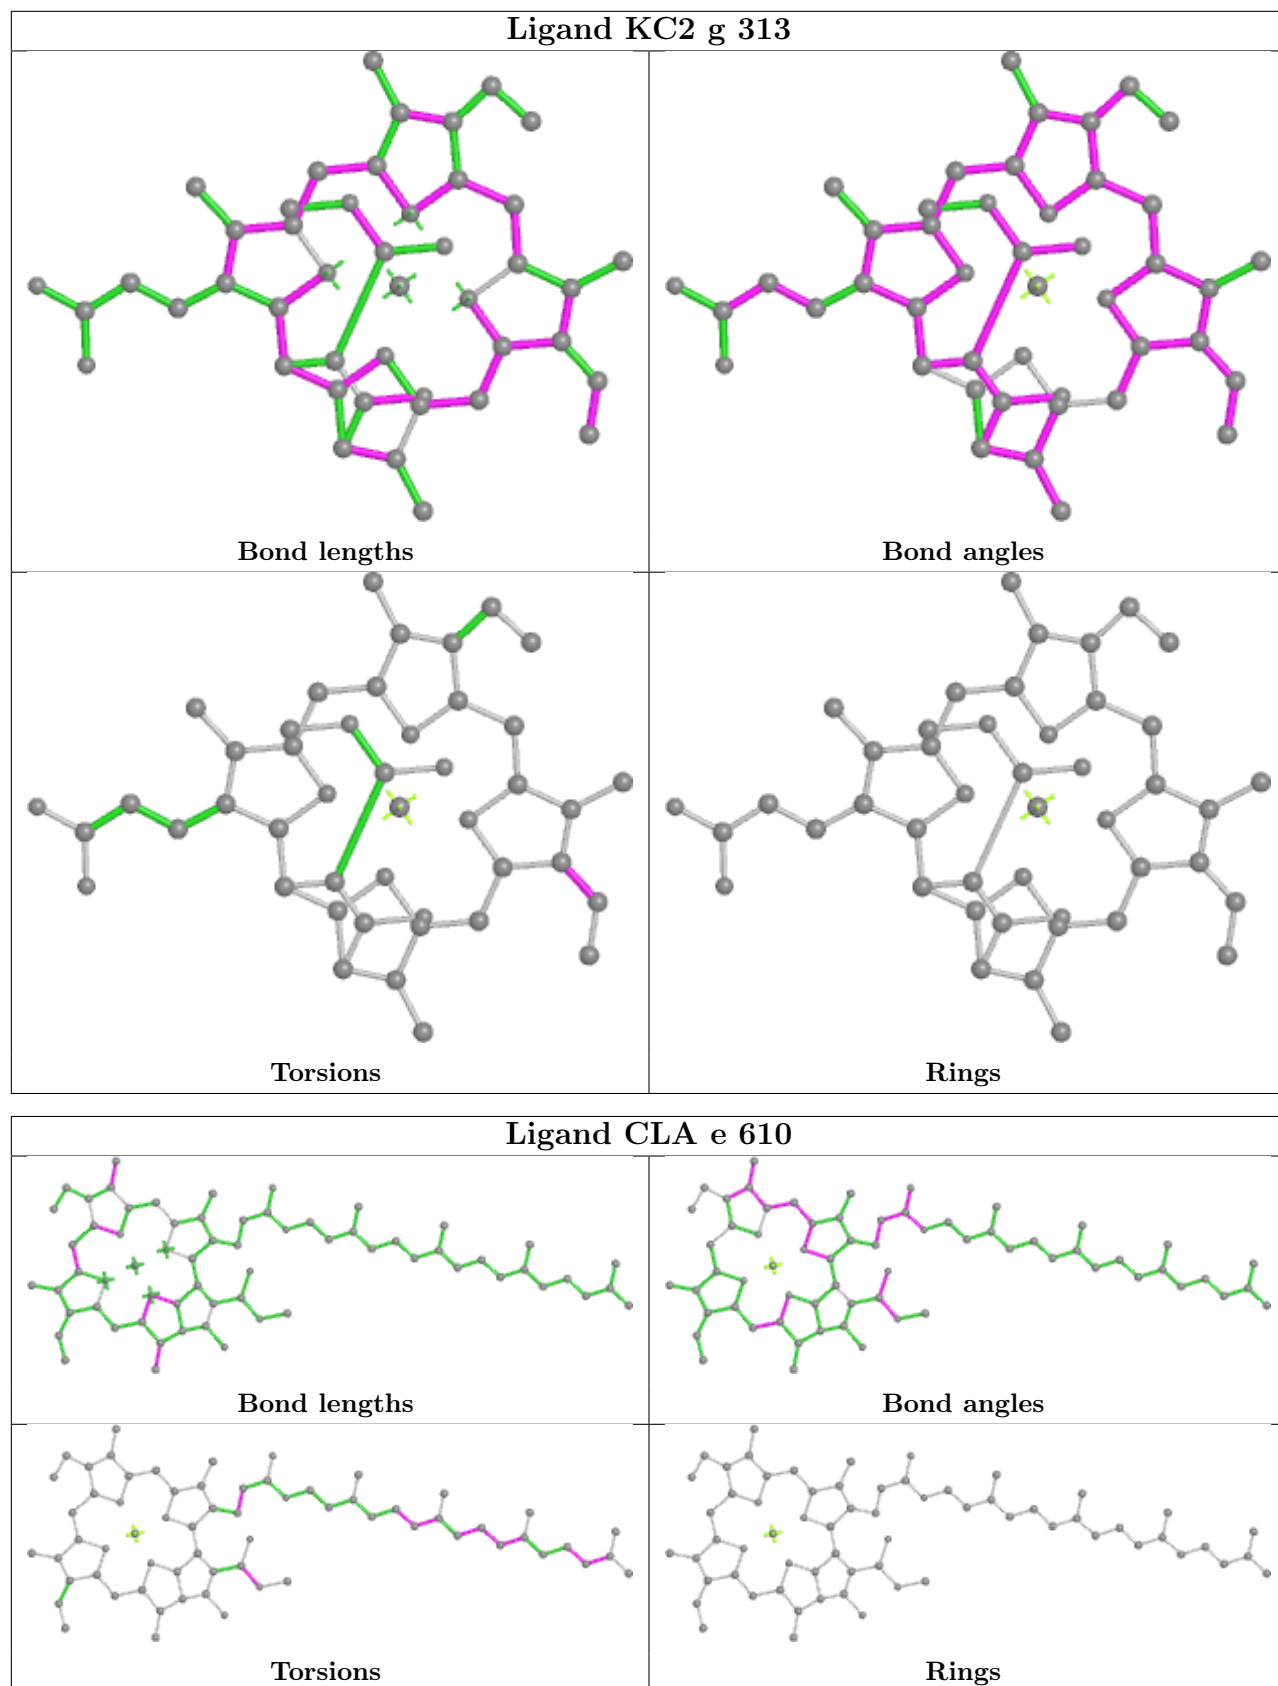 Ligand KC2 g 313
Bond lengths
Bond angles
Torsions
Rings
Ligand CLA e 610
Bond lengths
Bond angles
Torsions
Rings